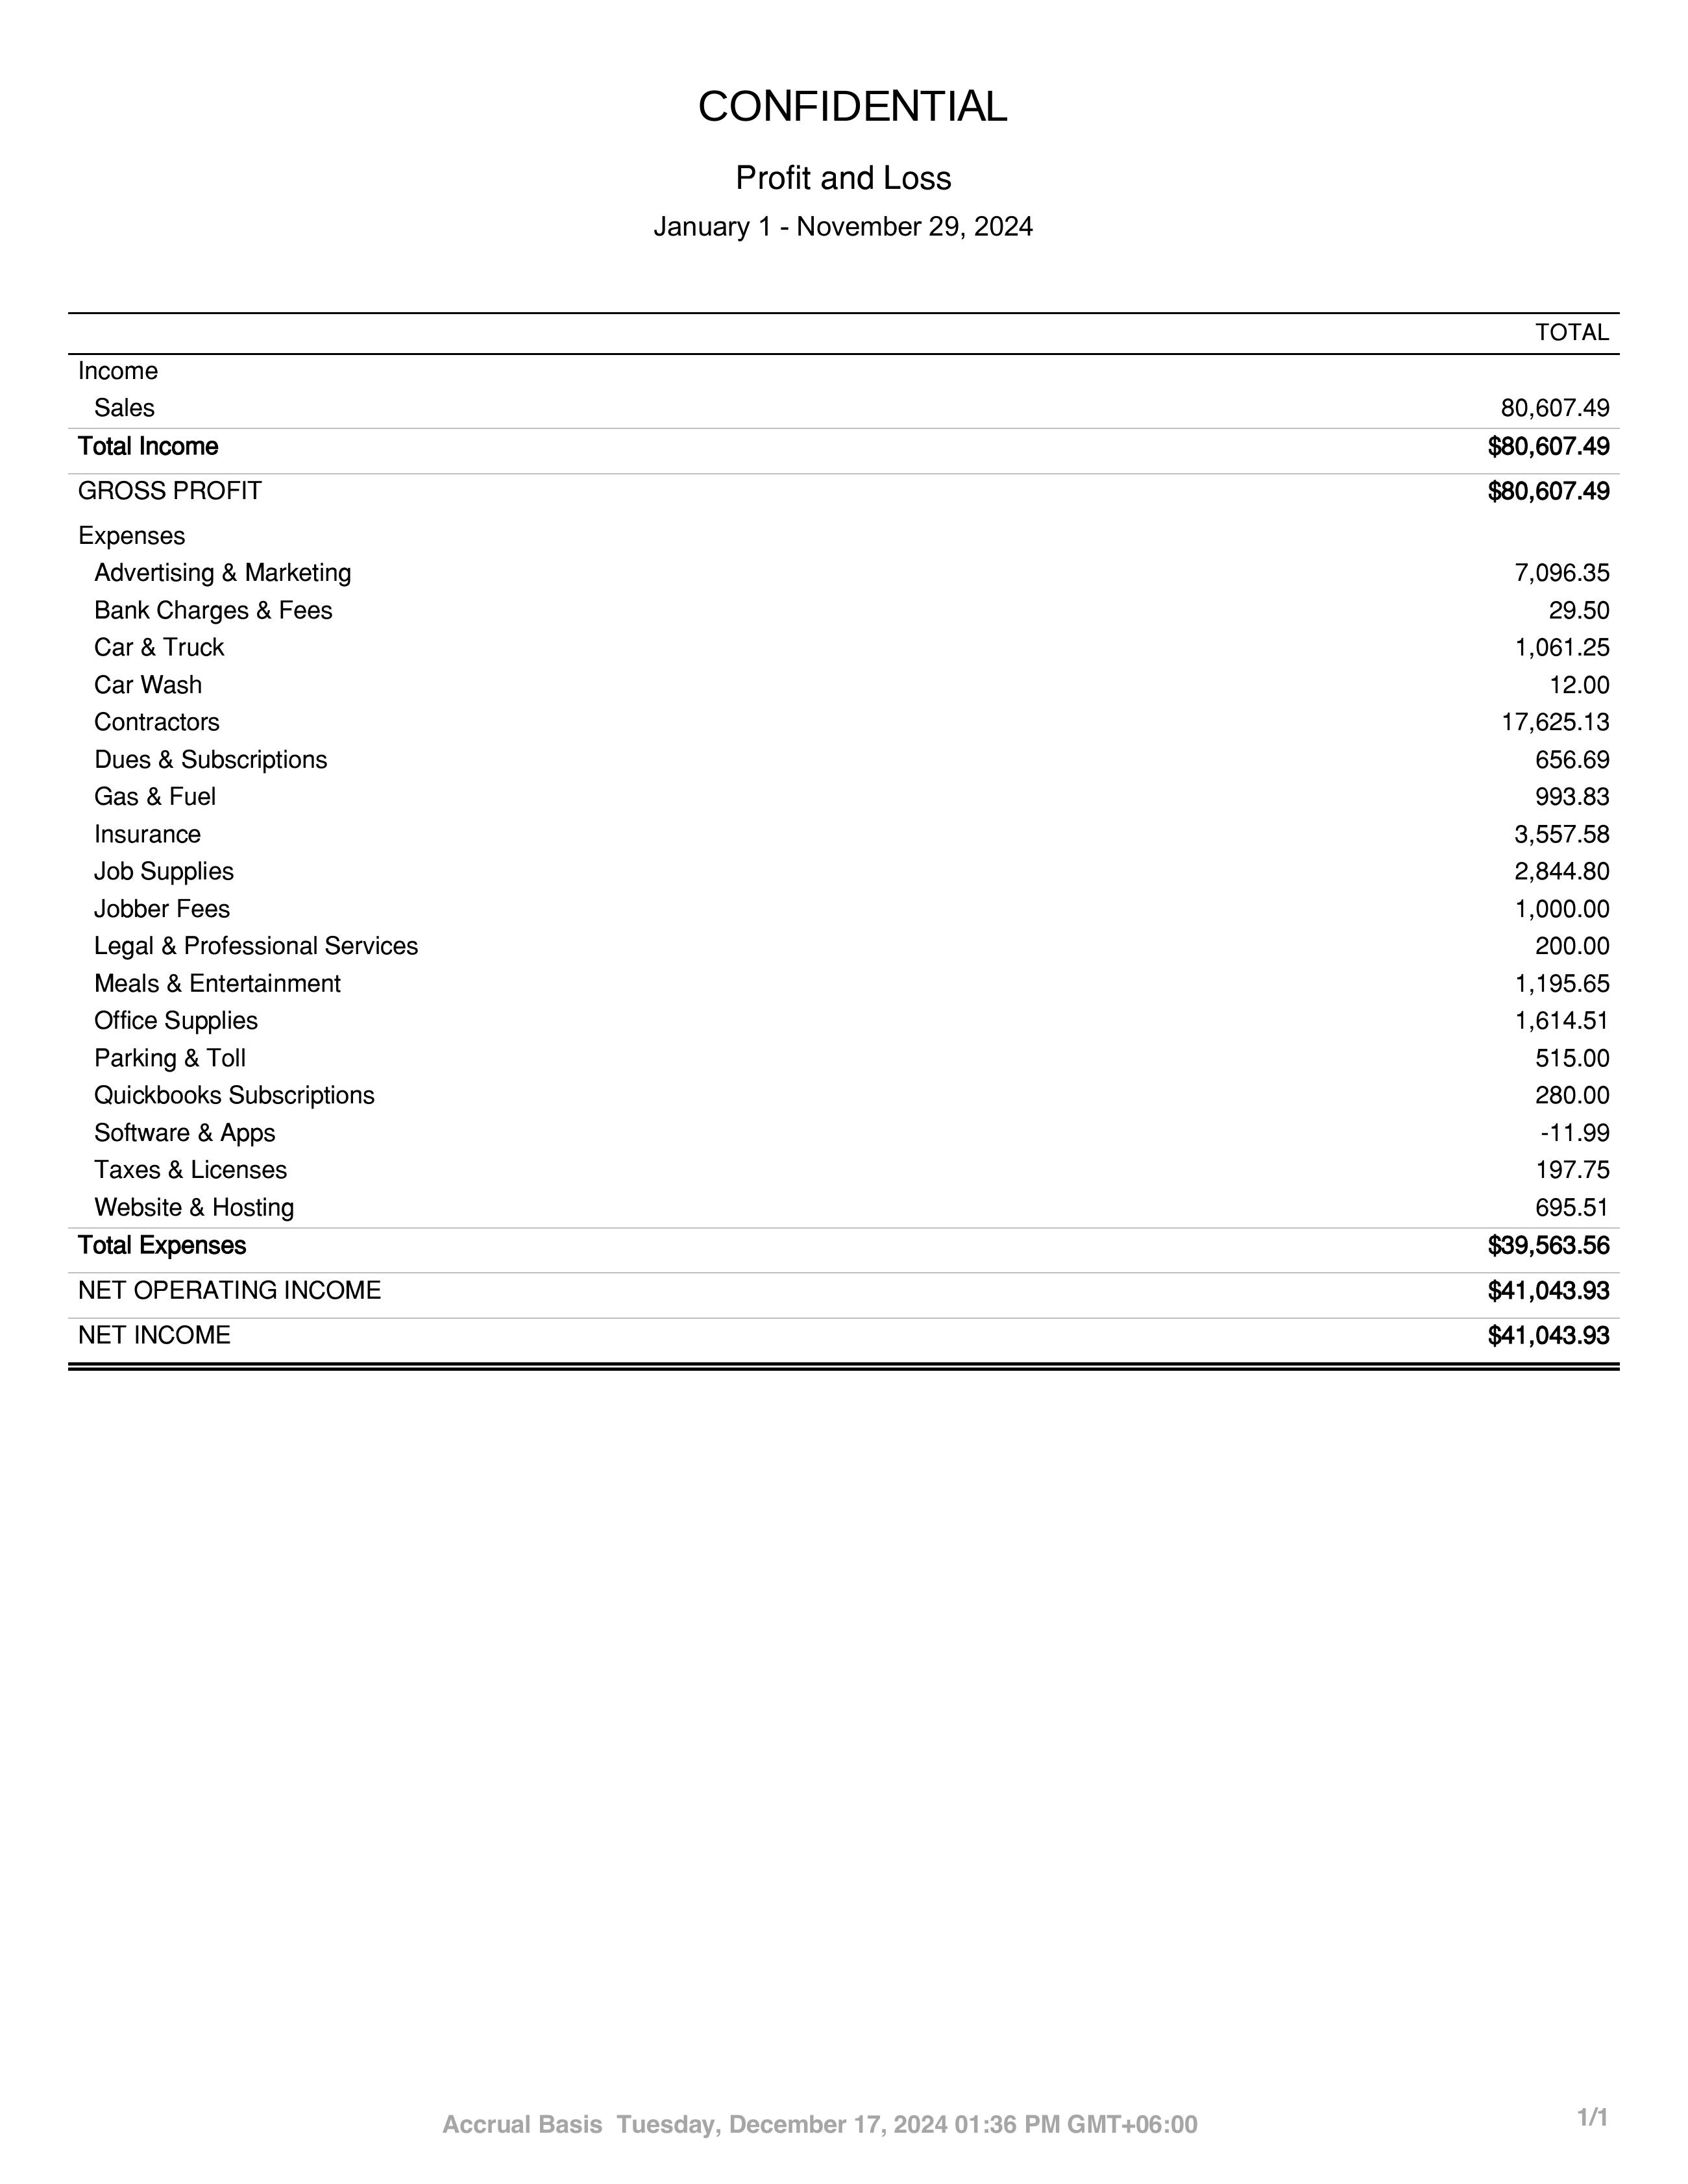 CONFIDENTIAL
Profit and Loss
January 1 - November 29, 2024
TOTAL
Income
Sales 80,607.49
Total Income $80,607.49
GROSS PROFIT $80,607.49
Expenses
Advertising & Marketing 7,096.35
Bank Charges & Fees 29.50
Car & Truck 1,061.25
Car Wash 12.00
Contractors 17,625.13
Dues & Subscriptions 656.69
Gas & Fuel 993.83
Insurance 3,557.58
Job Supplies 2,844.80
Jobber Fees 1,000.00
Legal & Professional Services 200.00
Meals & Entertainment 1,195.65
Office Supplies 1,614.51
Parking & Toll 515.00
Quickbooks Subscriptions 280.00
Software & Apps -11.99
Taxes & Licenses 197.75
Website & Hosting 695.51
Total Expenses $39,563.56
NET OPERATING INCOME $41,043.93
NET INCOME $41,043.93
Accrual Basis Tuesday, December 17, 2024 01:36 PM GMT+06:00 1/1